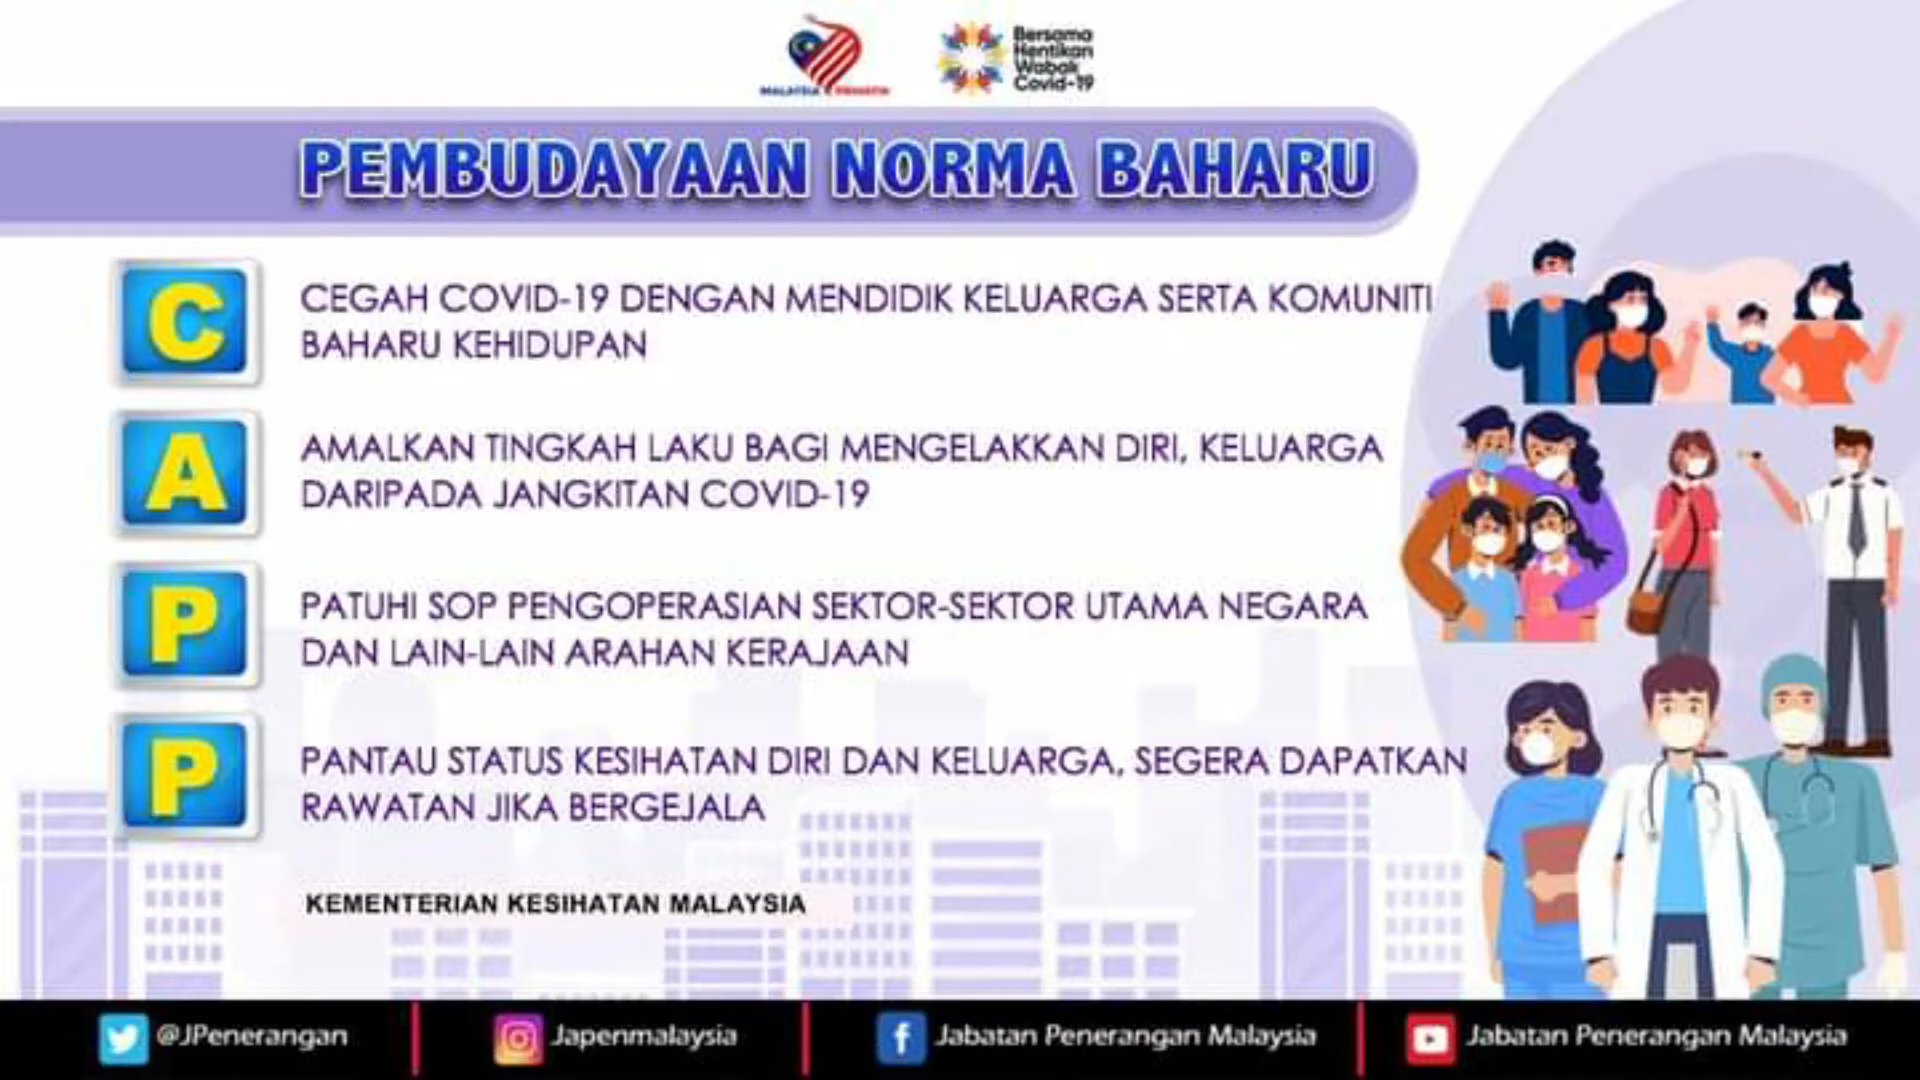 MALAYSIA PRIHATIN
Bersama
Hentikan
Wabak
Covid-19
PEMBUDAYAAN NORMA BAHARU
C
CEGAH COVID-19 DENGAN MENDIDIK KELUARGA SERTA KOMUNITI
BAHARU KEHIDUPAN
A
AMALKAN TINGKAH LAKU BAGI MENGELAKKAN DIRI, KELUARGA
DARIPADA JANGKITAN COVID-19
P
PATUHI SOP PENGOPERASIAN SEKTOR-SEKTOR UTAMA NEGARA
DAN LAIN-LAIN ARAHAN KERAJAAN
P
PANTAU STATUS KESIHATAN DIRI DAN KELUARGA, SEGERA DAPATKAN
RAWATAN JIKA BERGEJALA
KEMENTERIAN KESIHATAN MALAYSIA
@JPenerangan
Japenmalaysia
Jabatan Penerangan Malaysia
Jabatan Penerangan Malaysia